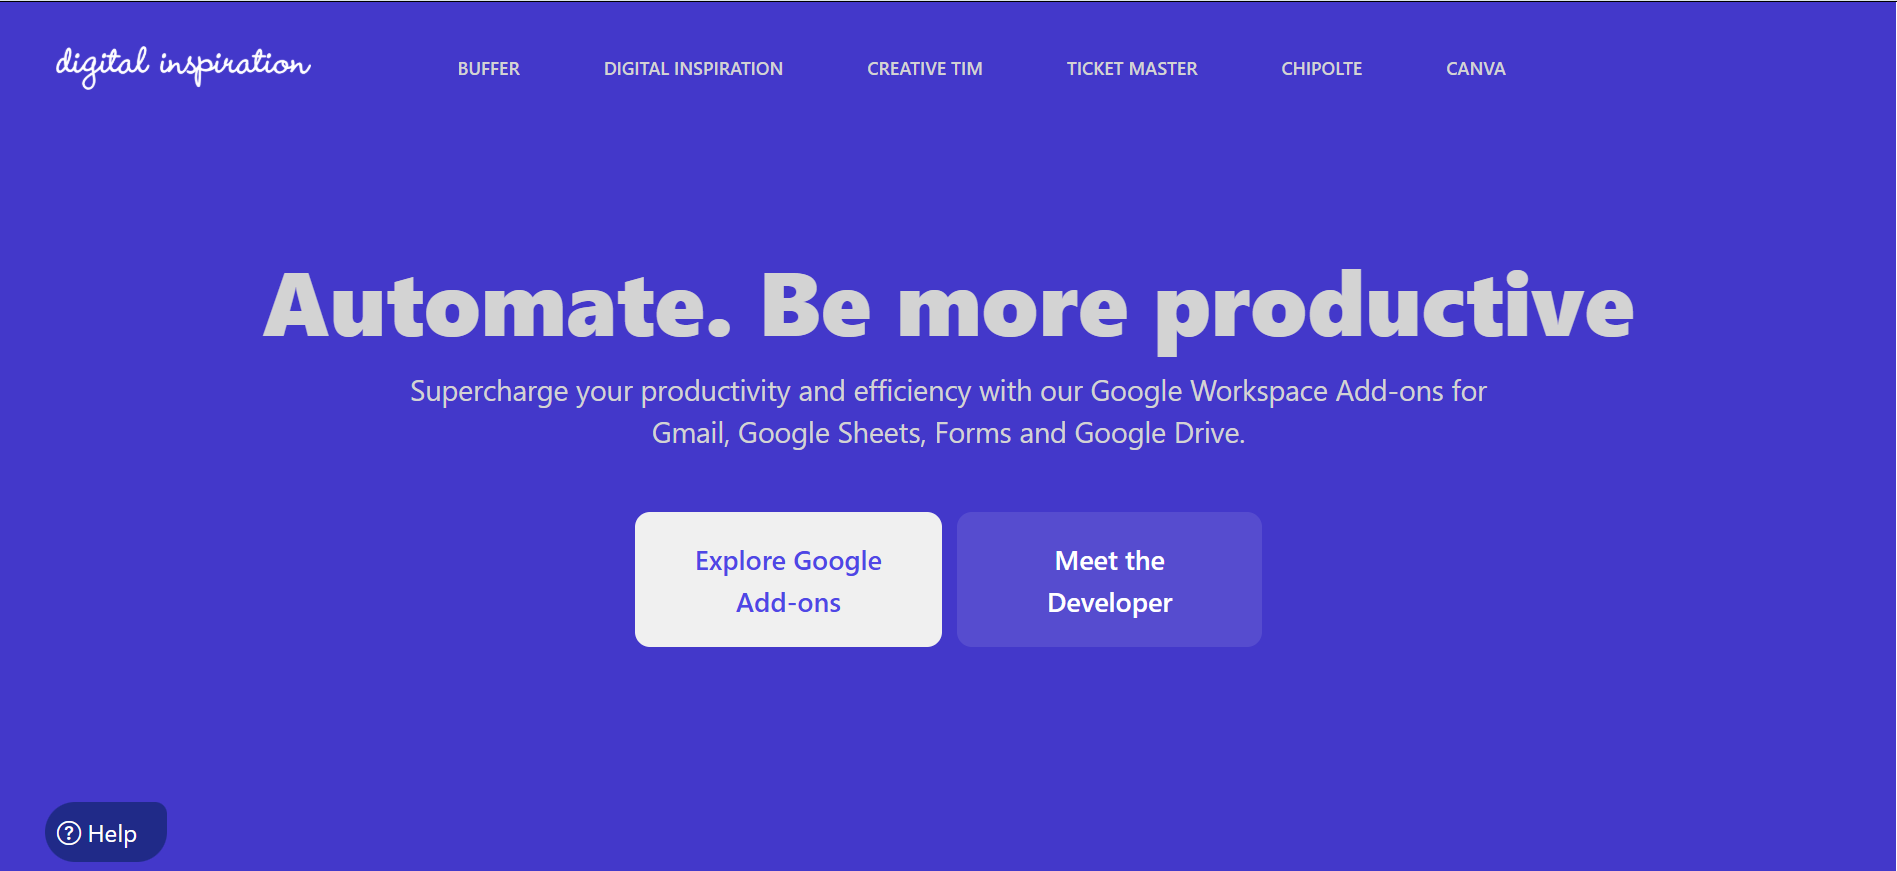 digital inspiration
BUFFER
DIGITAL INSPIRATION
CREATIVE TIM
TICKET MASTER
CHIPOLTE
CANVA
Automate. Be more productive
Supercharge your productivity and efficiency with our Google Workspace Add-ons for
Gmail, Google Sheets, Forms and Google Drive.
Explore Google
Add-ons
Meet the
Developer
? Help